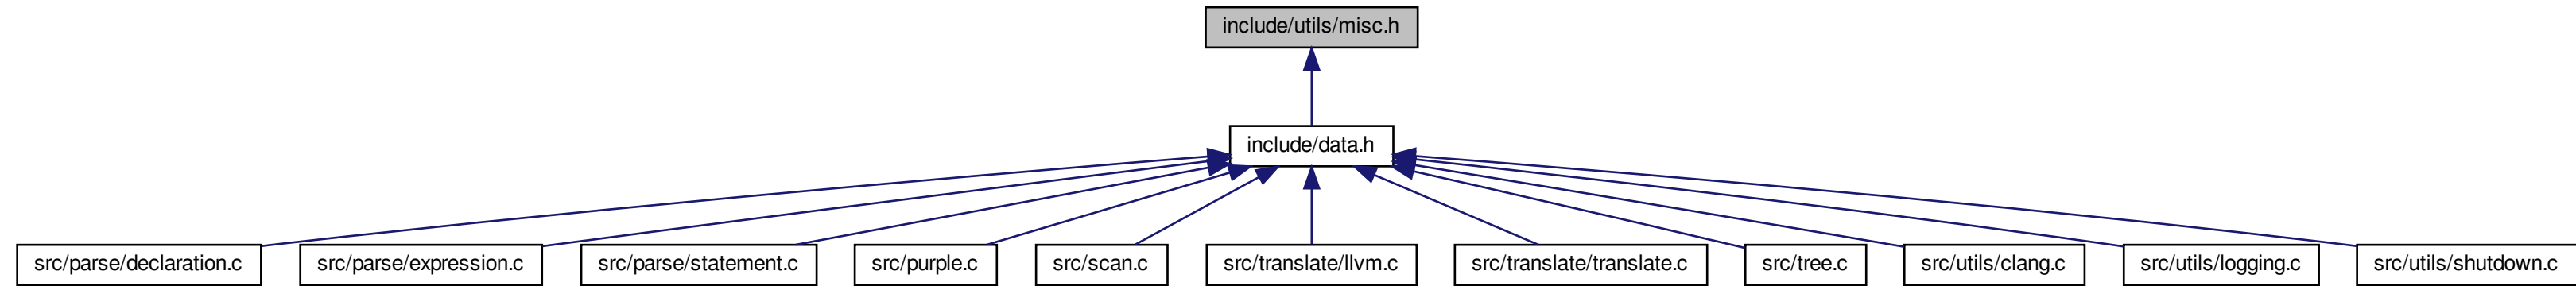 include/utils/misc.h
include/data.h
src/parse/declaration.c
src/parse/expression.c
src/parse/statement.c
src/purple.c
src/scan.c
src/translate/llvm.c
src/translate/translate.c
src/tree.c
src/utils/clang.c
src/utils/logging.c
src/utils/shutdown.c